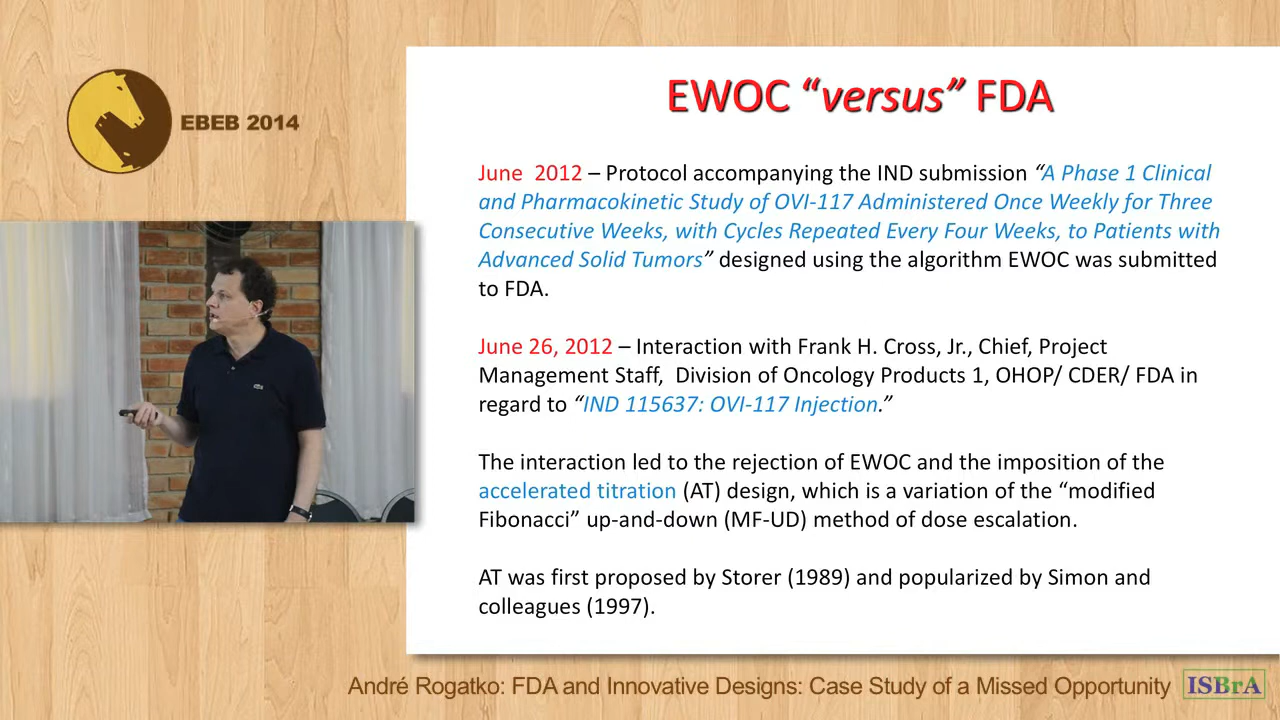 EBEB 2014
EWOC “versus” FDA
June 2012 – Protocol accompanying the IND submission “A Phase 1 Clinical
and Pharmacokinetic Study of OVI-117 Administered Once Weekly for Three
Consecutive Weeks, with Cycles Repeated Every Four Weeks, to Patients with
Advanced Solid Tumors” designed using the algorithm EWOC was submitted
to FDA.
June 26, 2012 – Interaction with Frank H. Cross, Jr., Chief, Project
Management Staff, Division of Oncology Products 1, OHOP/ CDER/ FDA in
regard to “IND 115637: OVI-117 Injection.”
The interaction led to the rejection of EWOC and the imposition of the
accelerated titration (AT) design, which is a variation of the “modified
Fibonacci” up-and-down (MF-UD) method of dose escalation.
AT was first proposed by Storer (1989) and popularized by Simon and
colleagues (1997).
André Rogatko: FDA and Innovative Designs: Case Study of a Missed Opportunity
ISBrA